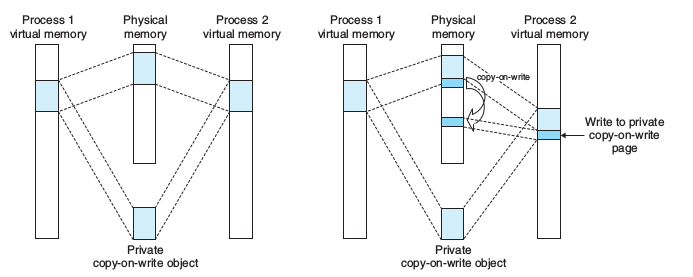 Process 1
virtual memory
Physical
memory
Process 2
virtual memory
Private
copy-on-write object
Process 1
virtual memory
Physical
memory
Process 2
virtual memory
copy-on-write
Write to private
copy-on-write
page
Private
copy-on-write object